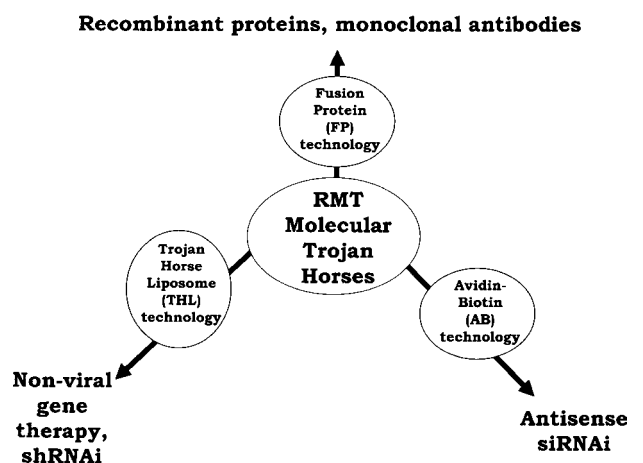 Recombinant proteins, monoclonal antibodies
Fusion
Protein
(FP)
technology
RMT
Molecular
Trojan
Horses
Trojan
Horse
Liposome
(THL)
technology
Avidin-
Biotin
(AB)
technology
Non-viral
gene
therapy,
shRNAi
Antisense
siRNAi